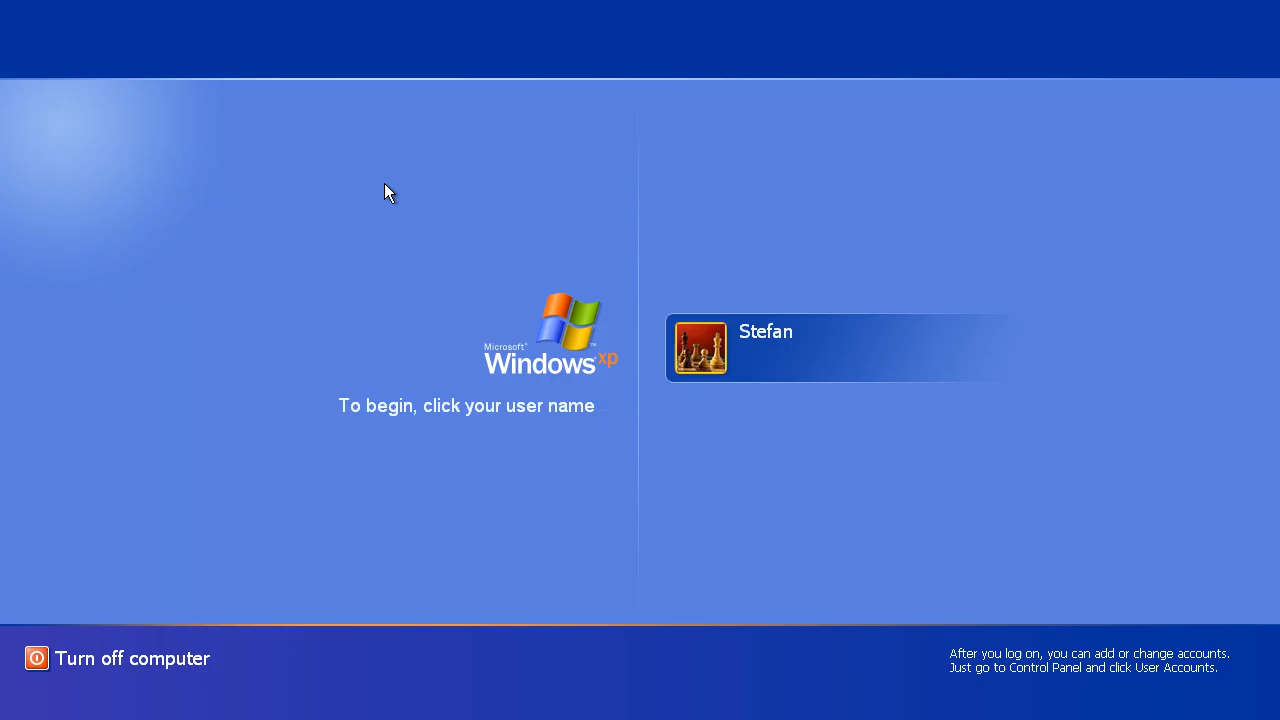 Microsoft®
Windows xp™
To begin, click your user name
Stefan
Turn off computer
After you log on, you can add or change accounts.
Just go to Control Panel and click User Accounts.